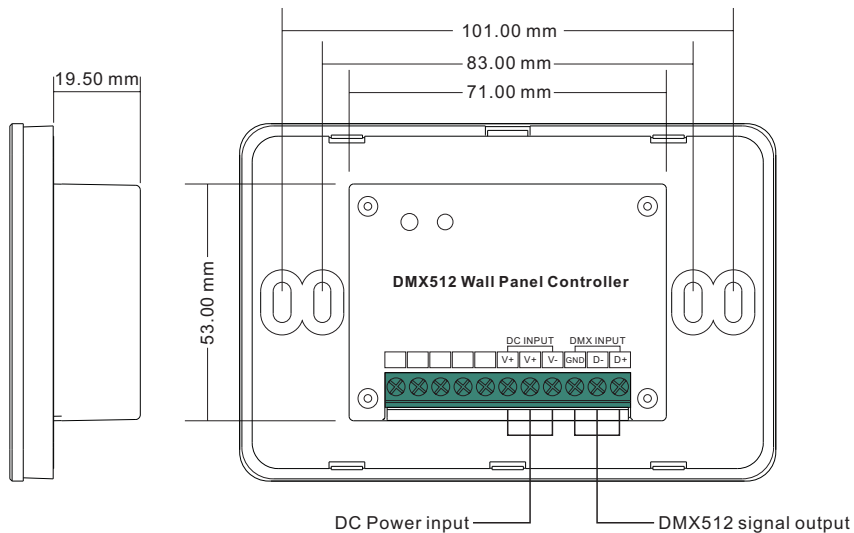 101.00 mm
83.00 mm
19.50 mm
71.00 mm
53.00 mm
DMX512 Wall Panel Controller
DC INPUT DMX INPUT
V+ V+ V- GND D- D+
DC Power input
DMX512 signal output